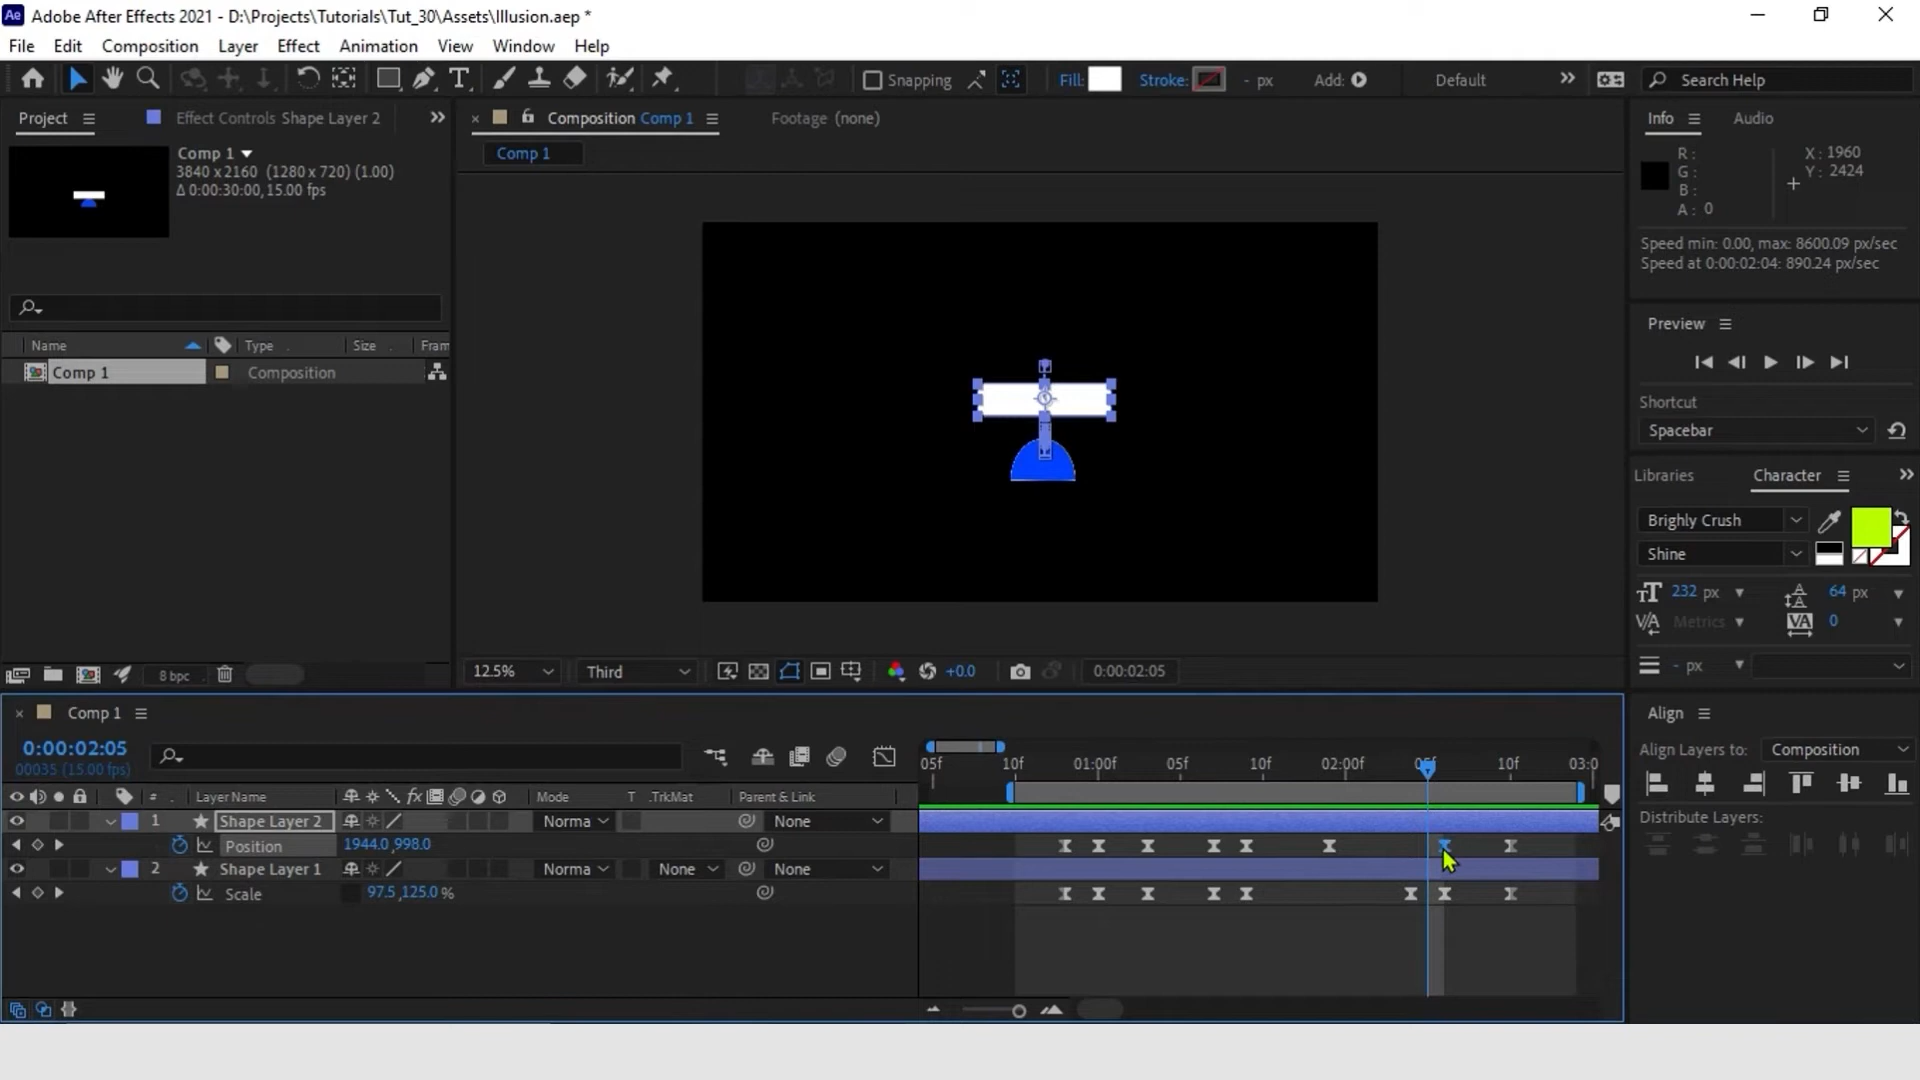 Ae Adobe After Effects 2021 - D:\Projects\Tutorials\Tut_30\Assets\Illusion.aep *
File Edit Composition Layer Effect Animation View Window Help
Snapping Fill: Stroke: - px Add: Default Search Help
Project Effect Controls Shape Layer 2
Composition Comp 1 Footage (none)
Info Audio
Comp 1
3840 x 2160 (1280 x 720) (1.00)
Δ 0:00:30:00, 15.00 fps
Comp 1
R: X: 1960
G: Y: 2424
B:
A: 0
Speed min: 0.00, max: 8600.09 px/sec
Speed at 0:00:02:04: 890.24 px/sec
Name Type Size Fram
Comp 1 Composition
Preview
Shortcut
Spacebar
Libraries Character
Brighly Crush
Shine
232 px 64 px
Metrics 0
- px
8 bpc
12.5% Third +0.0 0:00:02:05
Comp 1
0:00:02:05
00035 (15.00 fps)
05f 10f 01:00f 05f 10f 02:00f 05f 10f 03:0
# Layer Name fx Mode T .TrkMat Parent & Link
1 Shape Layer 2 Norma None
Position 1944.0,998.0
2 Shape Layer 1 Norma None None
Scale 97.5,125.0 %
Align
Align Layers to: Composition
Distribute Layers: